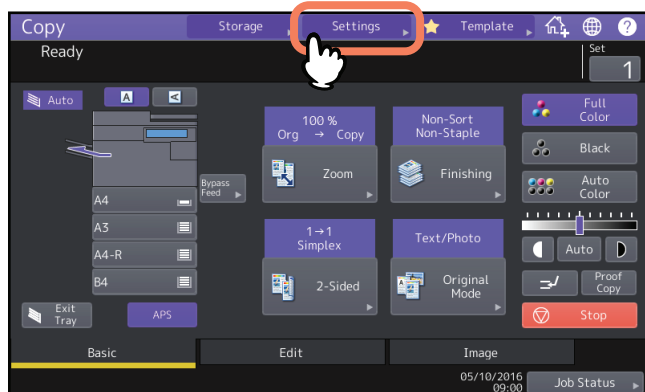 Copy
Storage
Settings
Template
?
Ready
Set
1
Auto
A
A
Bypass
Feed
A4
A3
A4-R
B4
Exit
Tray
APS
100 %
Org → Copy
Zoom
Non-Sort
Non-Staple
Finishing
1→1
Simplex
2-Sided
Text/Photo
Original
Mode
Full
Color
Black
Auto
Color
Auto
Proof
Copy
Stop
Basic
Edit
Image
05/10/2016
09:00
Job Status